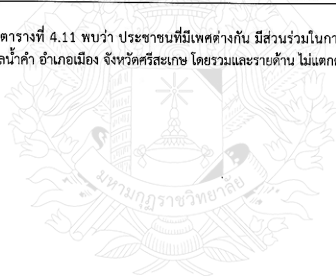 ตารางที่ 4.11 พบว่า ประชาชนที่มีเพศต่างกัน มีส่วนร่วมในกา
ลน้ำคำ อำเภอเมือง จังหวัดศรีสะเกษ โดยรวมและรายด้าน ไม่แตก
มหามกุฏราชวิทยาลัย